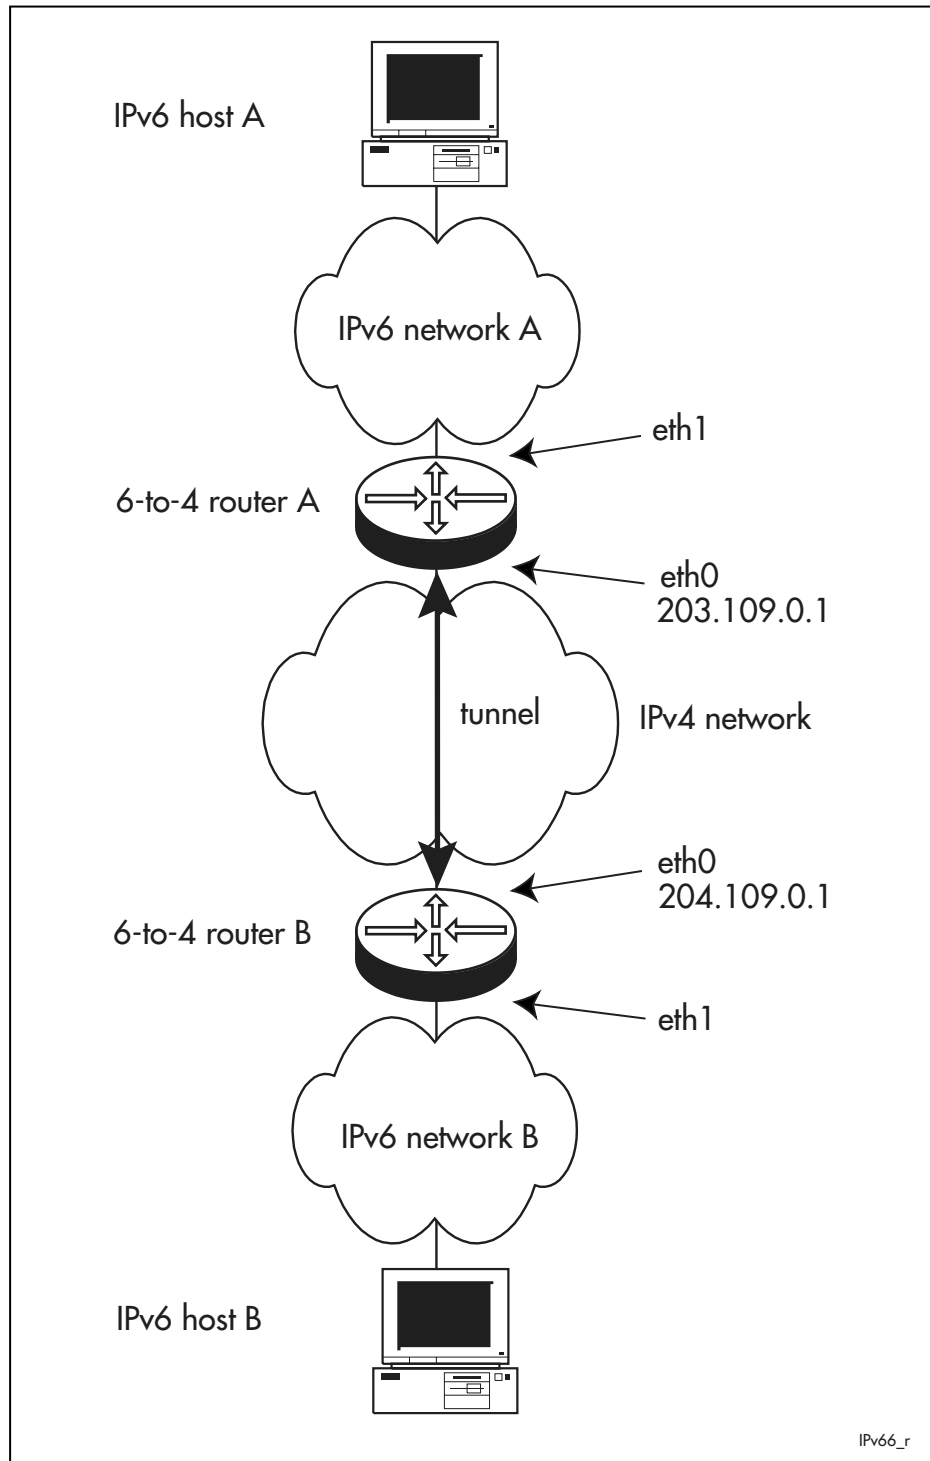 IPv6 host A
IPv6 network A
eth1
6-to-4 router A
eth0
203.109.0.1
tunnel
IPv4 network
eth0
204.109.0.1
6-to-4 router B
eth1
IPv6 network B
IPv6 host B
IPv66_r